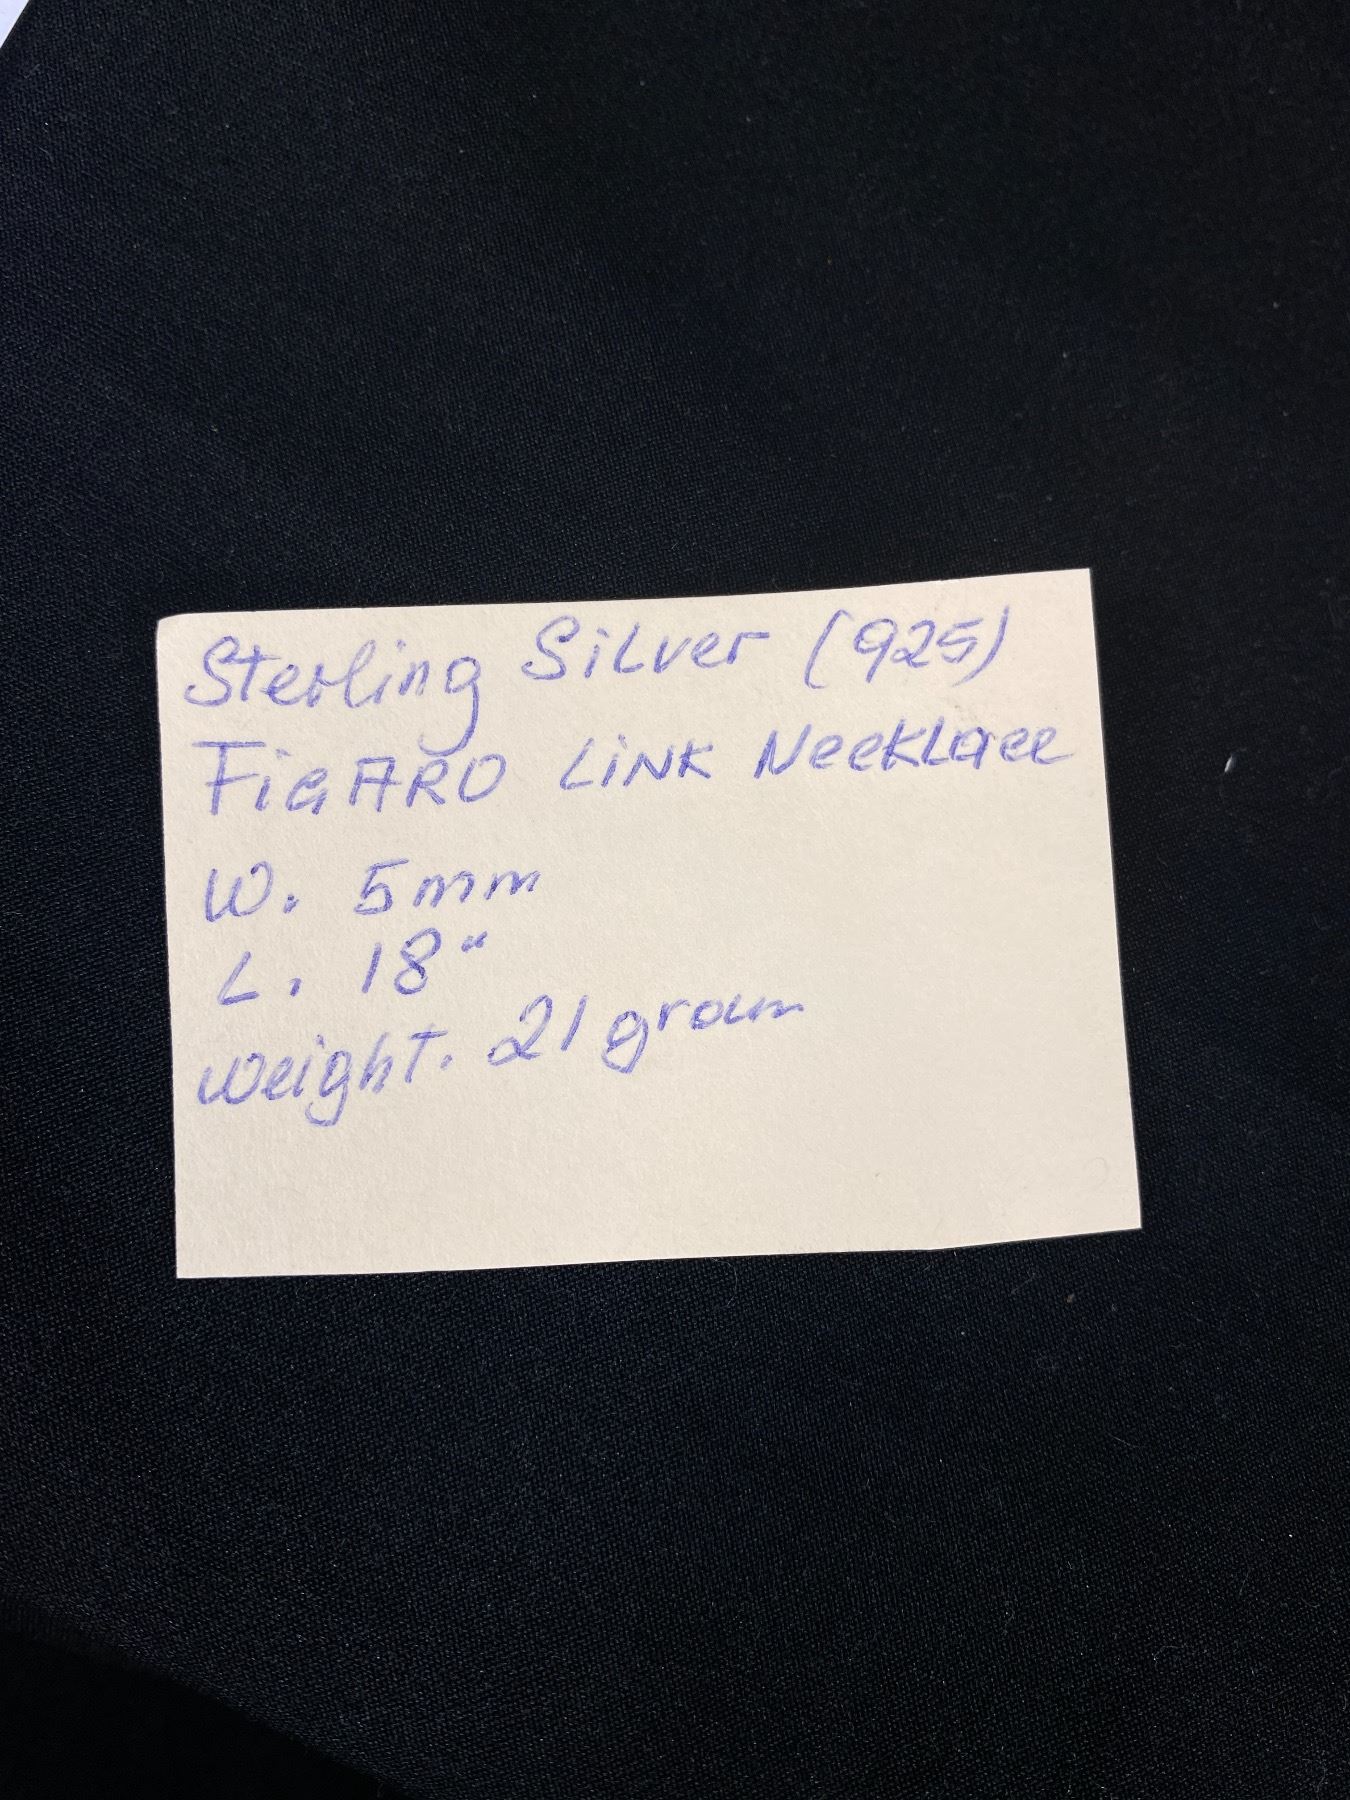 Sterling Silver (925)
FiGARO LiNK NecKLace
W. 5mm
L. 18"
weight. 21 gram